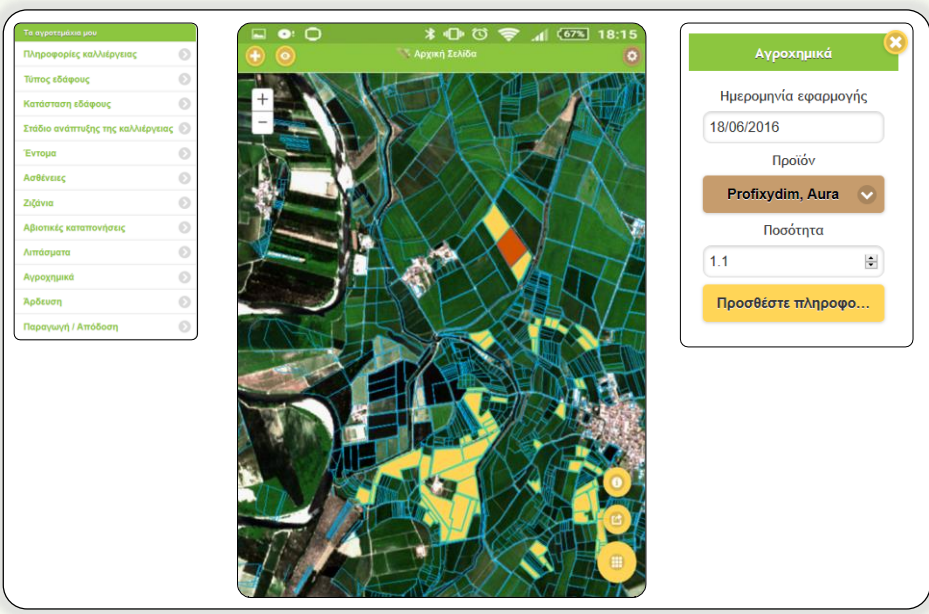 Τα αγροτεμάχια μου
Πληροφορίες καλλιέργειας
Τύπος εδάφους
Κατάσταση εδάφους
Στάδιο ανάπτυξης της καλλιέργειας
Έντομα
Ασθένειες
Ζιζάνια
Αβιοτικές καταπονήσεις
Λιπάσματα
Αγροχημικά
Άρδευση
Παραγωγή / Απόδοση
67% 18:15
Αρχική Σελίδα
+
−
Αγροχημικά
Ημερομηνία εφαρμογής
18/06/2016
Προϊόν
Profixydim, Aura
Ποσότητα
1.1
Προσθέστε πληροφο...